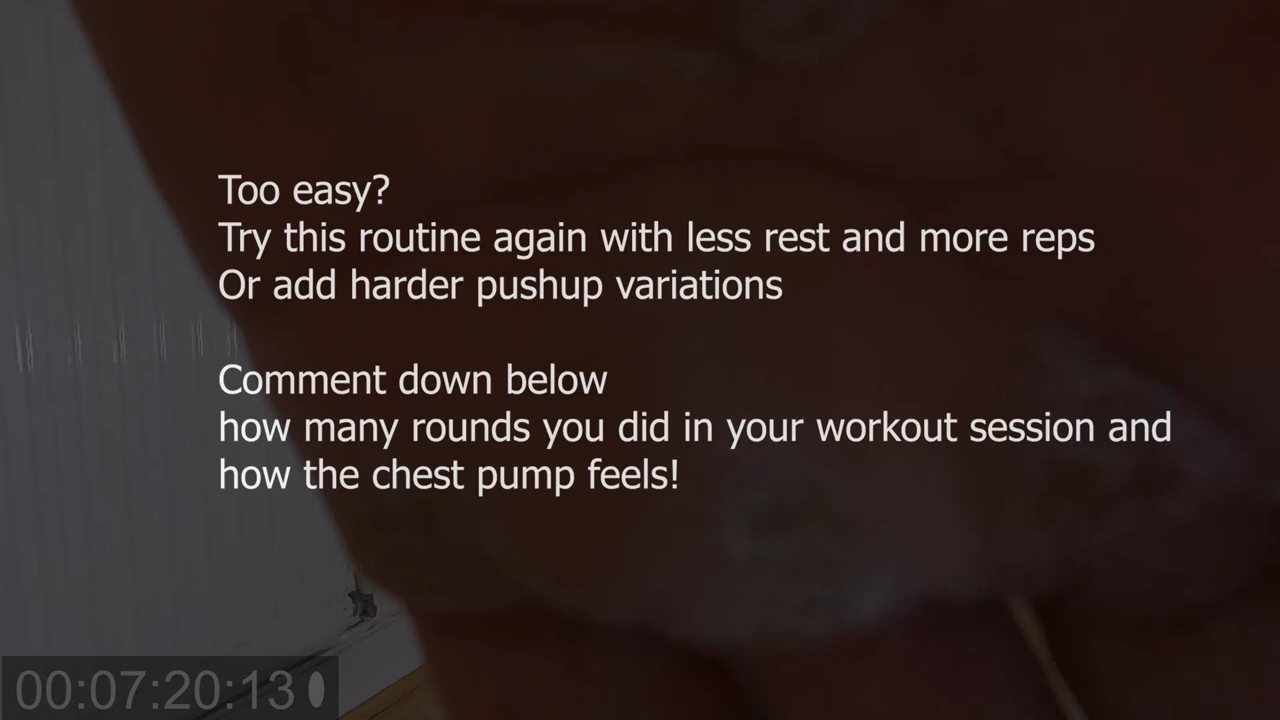 Too easy?
Try this routine again with less rest and more reps
Or add harder pushup variations
Comment down below
how many rounds you did in your workout session and
how the chest pump feels!
00:07:20:13